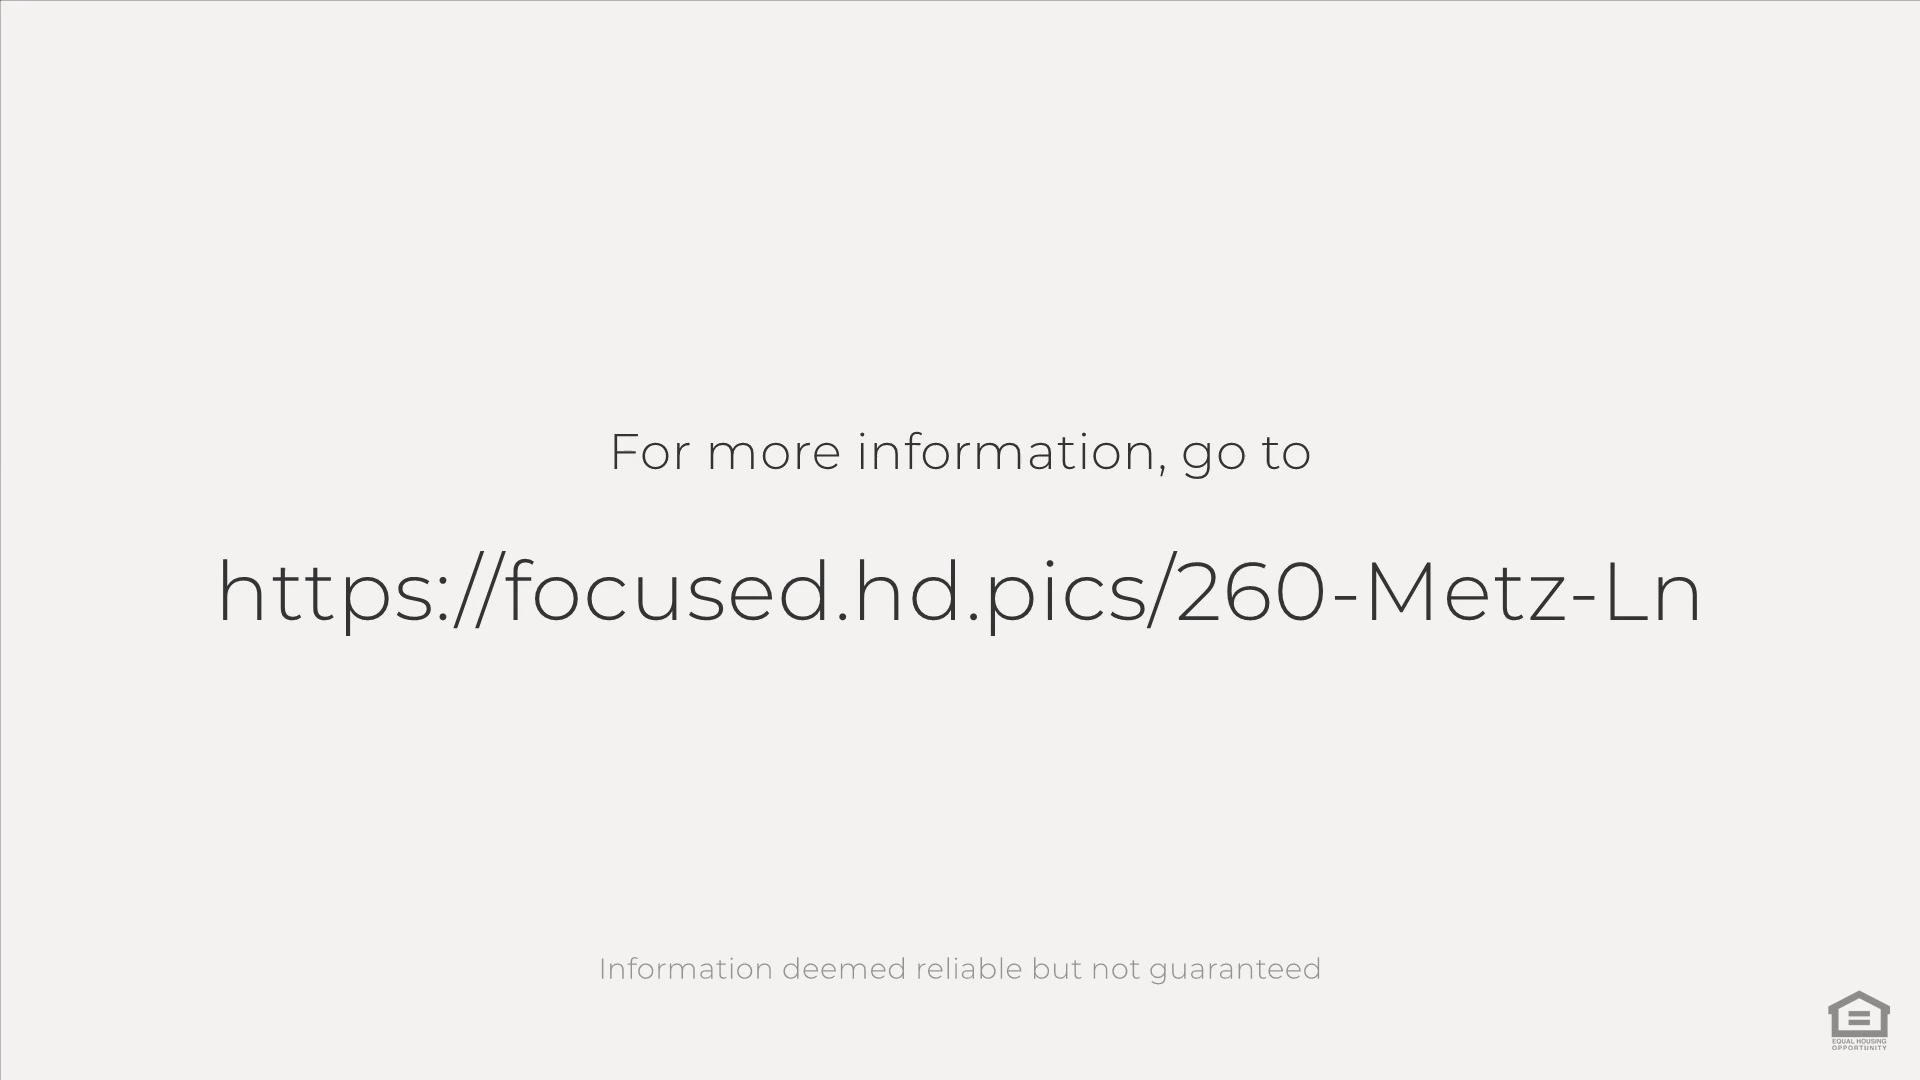 For more information, go to
https://focused.hd.pics/260-Metz-Ln
Information deemed reliable but not guaranteed
EQUAL HOUSING
OPPORTUNITY